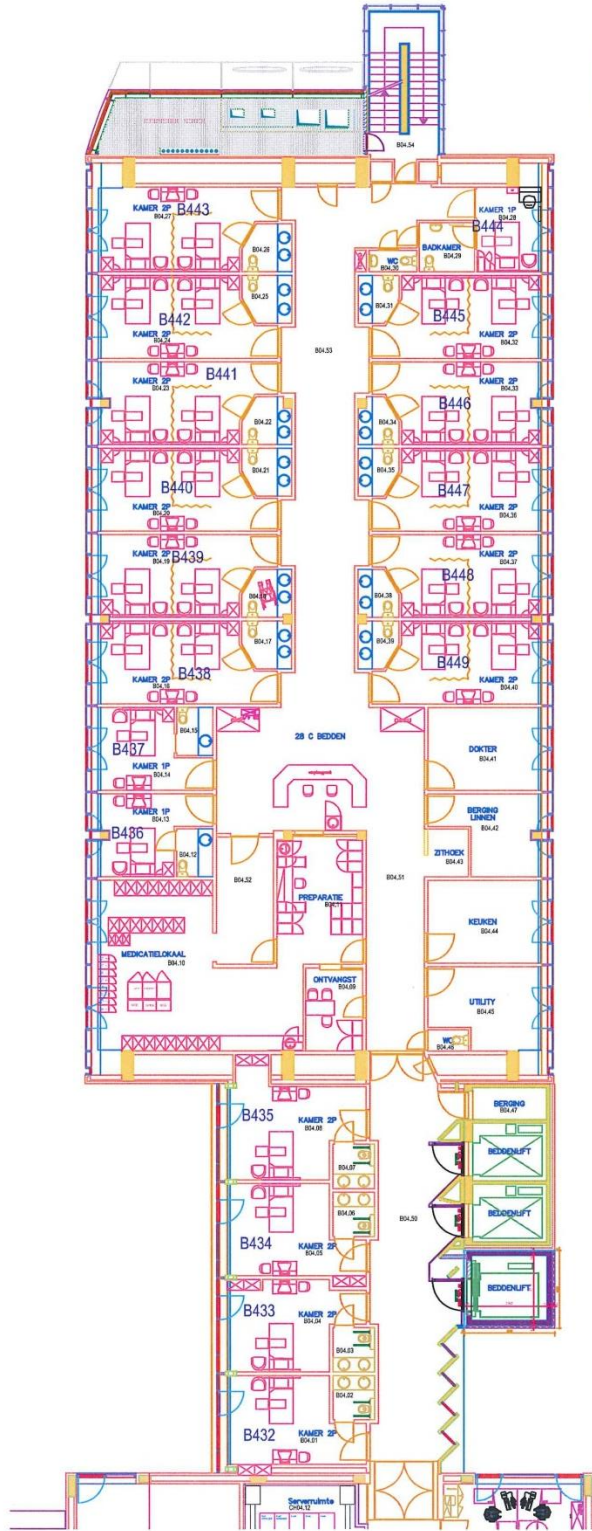 B04.54
B443
KAMER 2P
B04.27
B04.26
KAMER 1P
B04.28
B444
BADKAMER
B04.29
WC
B04.30
B04.25
B04.31
B442
KAMER 2P
B04.24
B445
KAMER 2P
B04.32
B04.53
B441
KAMER 2P
B04.23
KAMER 2P
B04.33
B446
B04.22
B04.34
B04.21
B04.35
B440
KAMER 2P
B04.20
B447
KAMER 2P
B04.36
KAMER 2P
B04.19
B439
KAMER 2P
B04.37
B448
B04.38
B04.17
B04.39
B438
KAMER 2P
B04.16
B449
KAMER 2P
B04.40
B04.15
28 C BEDDEN
B437
DOKTER
B04.41
KAMER 1P
B04.14
KAMER 1P
B04.13
BERGING
LINNEN
B04.42
B436
B04.12
ZITHOEK
B04.43
B04.52
B04.51
PREPARATIE
B04.11
KEUKEN
B04.44
MEDICATIELOKAAL
B04.10
ONTVANGST
B04.09
UTILITY
B04.45
WC
B04.46
BERGING
B04.47
B435
KAMER 2P
B04.08
BEDDENLIFT
B04.07
B04.06
BEDDENLIFT
B04.50
B434
KAMER 2P
B04.05
BEDDENLIFT
B433
KAMER 2P
B04.04
B04.03
B04.02
B432
KAMER 2P
B04.01
Serverruimte
CH04.12